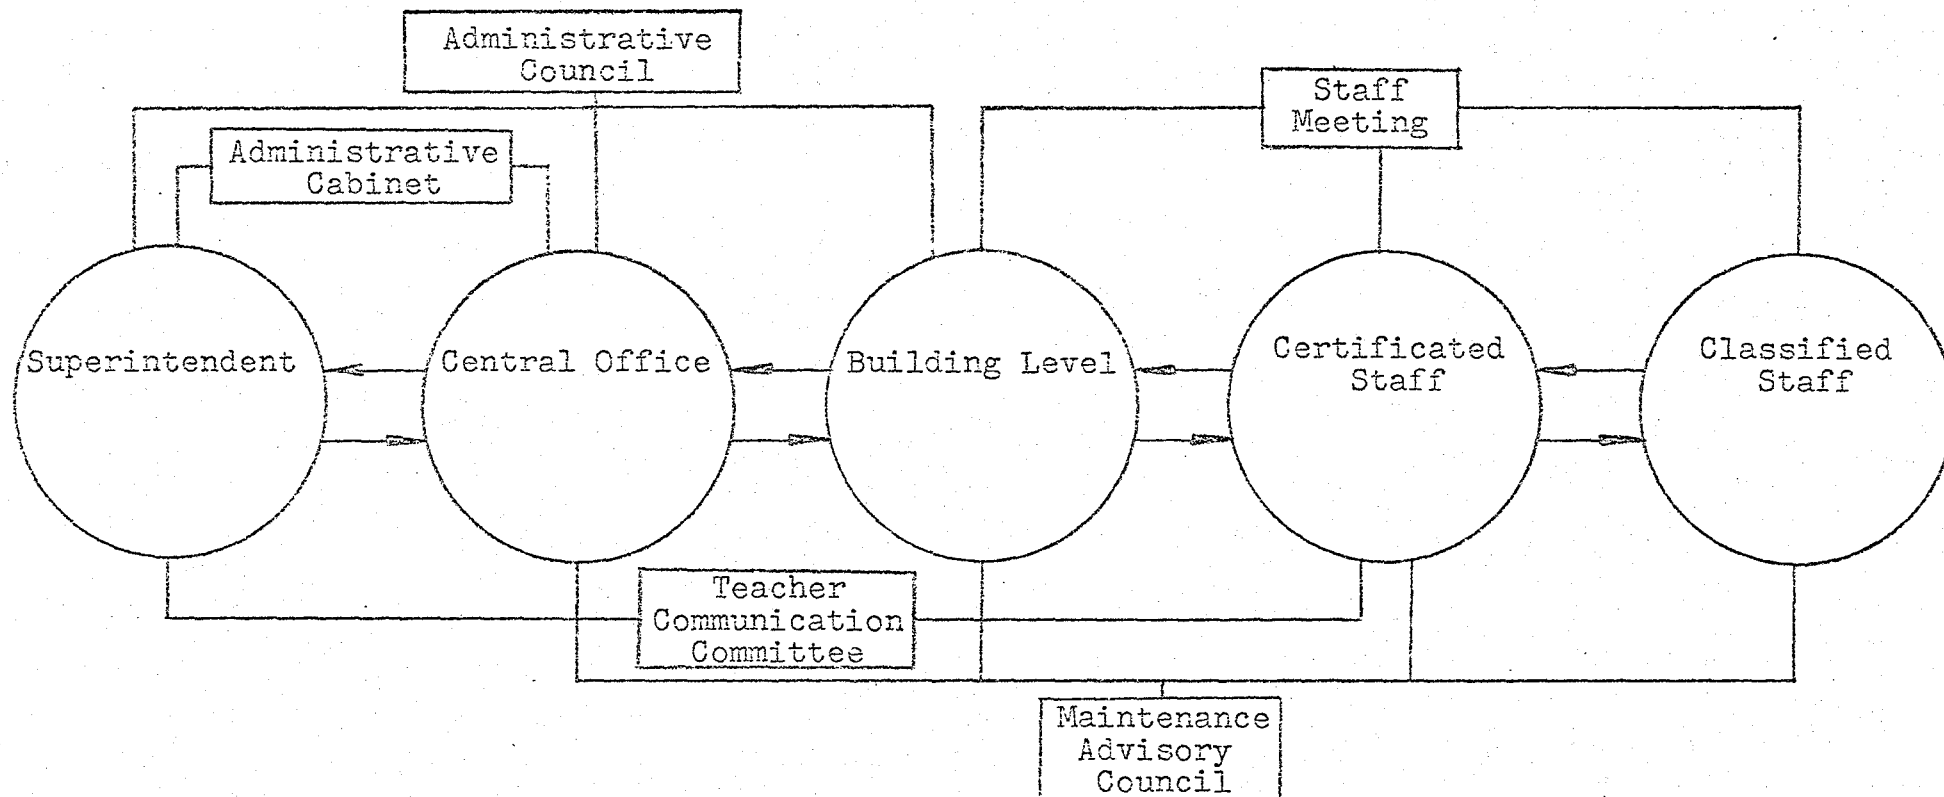 Administrative
Council
Staff
Meeting
Administrative
Cabinet
Superintendent
Central Office
Building Level
Certificated
Staff
Classified
Staff
Teacher
Communication
Committee
Maintenance
Advisory
Council